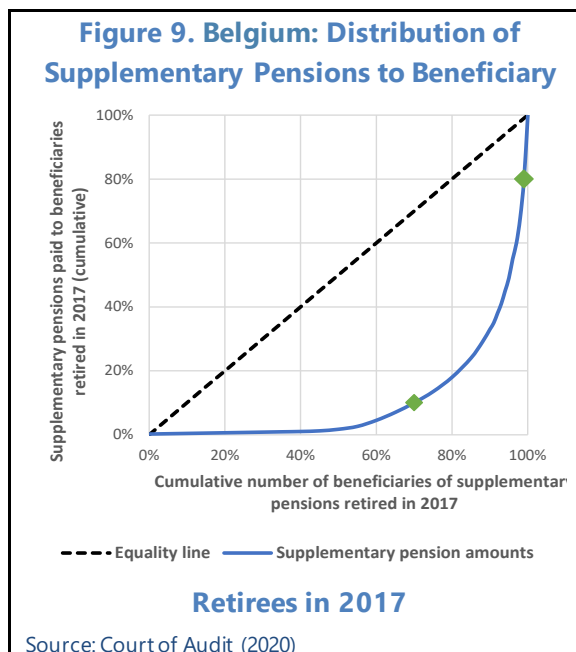 Figure 9. Belgium: Distribution of
Supplementary Pensions to Beneficiary
Supplementary pensions paid to beneficiaries
retired in 2017 (cumulative)
100%
80%
60%
40%
20%
0%
0% 20% 40% 60% 80% 100%
Cumulative number of beneficiaries of supplementary
pensions retired in 2017
Equality line Supplementary pension amounts
Retirees in 2017
Source: Court of Audit (2020)